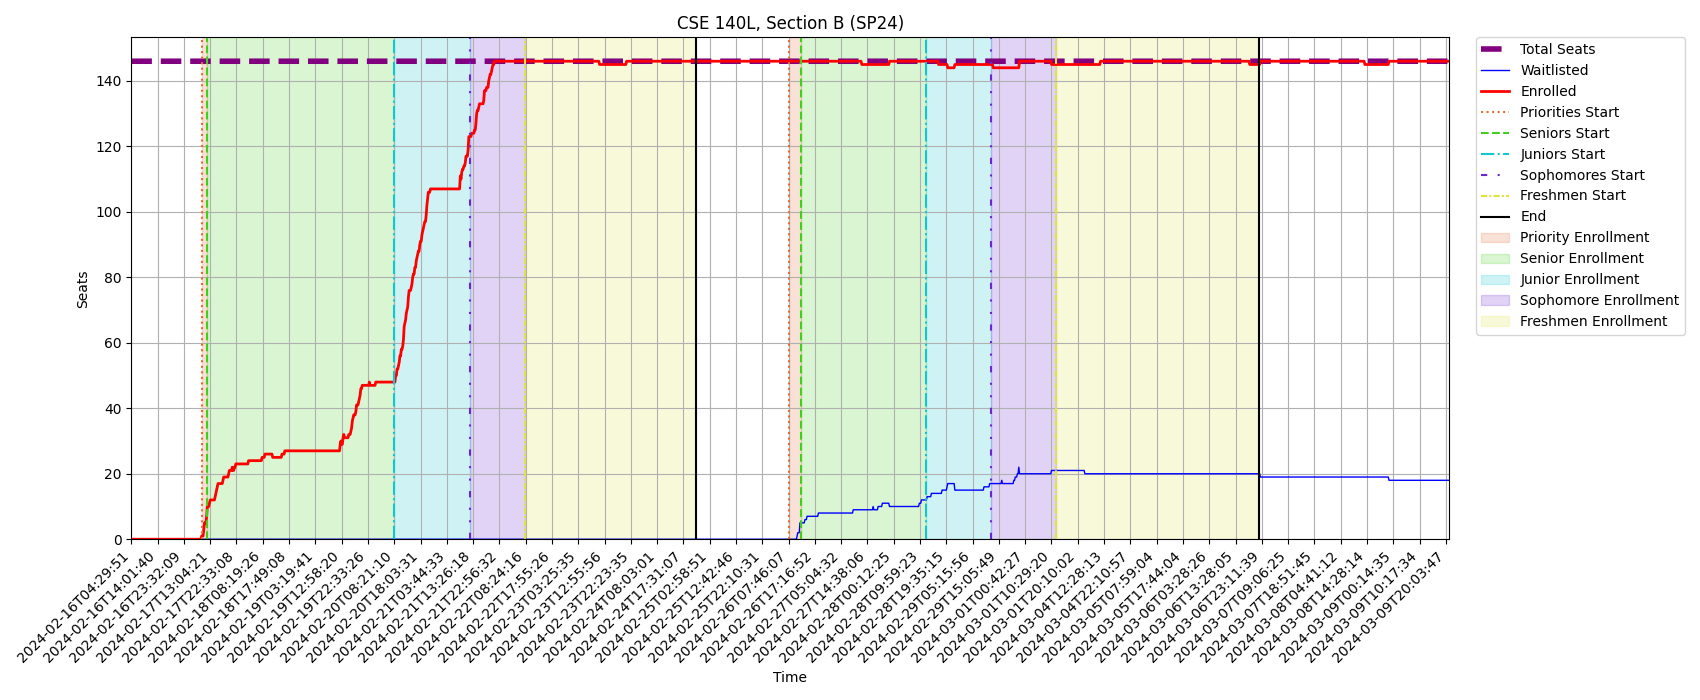 CSE 140L, Section B (SP24)
Seats
140
120
100
80
60
40
20
0
2024-02-16T04:29:51
2024-02-16T14:01:40
2024-02-16T23:32:09
2024-02-17T13:04:21
2024-02-17T22:33:08
2024-02-18T08:19:26
2024-02-18T17:49:08
2024-02-19T03:19:41
2024-02-19T12:58:20
2024-02-19T22:33:26
2024-02-20T08:21:10
2024-02-20T18:03:31
2024-02-21T03:44:33
2024-02-21T13:26:18
2024-02-21T22:56:32
2024-02-22T08:24:16
2024-02-22T17:55:26
2024-02-23T03:25:35
2024-02-23T12:55:56
2024-02-23T22:23:35
2024-02-24T08:03:01
2024-02-24T17:31:07
2024-02-25T02:58:51
2024-02-25T12:42:46
2024-02-25T22:10:31
2024-02-26T07:46:07
2024-02-26T17:16:52
2024-02-27T05:04:32
2024-02-27T14:38:06
2024-02-28T00:12:25
2024-02-28T09:59:23
2024-02-28T19:35:15
2024-02-29T05:15:56
2024-02-29T15:05:49
2024-03-01T00:42:27
2024-03-01T10:29:20
2024-03-01T20:10:02
2024-03-04T12:28:13
2024-03-04T22:10:57
2024-03-05T07:59:04
2024-03-05T17:44:04
2024-03-06T03:28:26
2024-03-06T13:28:05
2024-03-06T23:11:39
2024-03-07T09:06:25
2024-03-07T18:51:45
2024-03-08T04:41:12
2024-03-08T14:28:14
2024-03-09T00:14:35
2024-03-09T10:17:34
2024-03-09T20:03:47
Time
Total Seats
Waitlisted
Enrolled
Priorities Start
Seniors Start
Juniors Start
Sophomores Start
Freshmen Start
End
Priority Enrollment
Senior Enrollment
Junior Enrollment
Sophomore Enrollment
Freshmen Enrollment